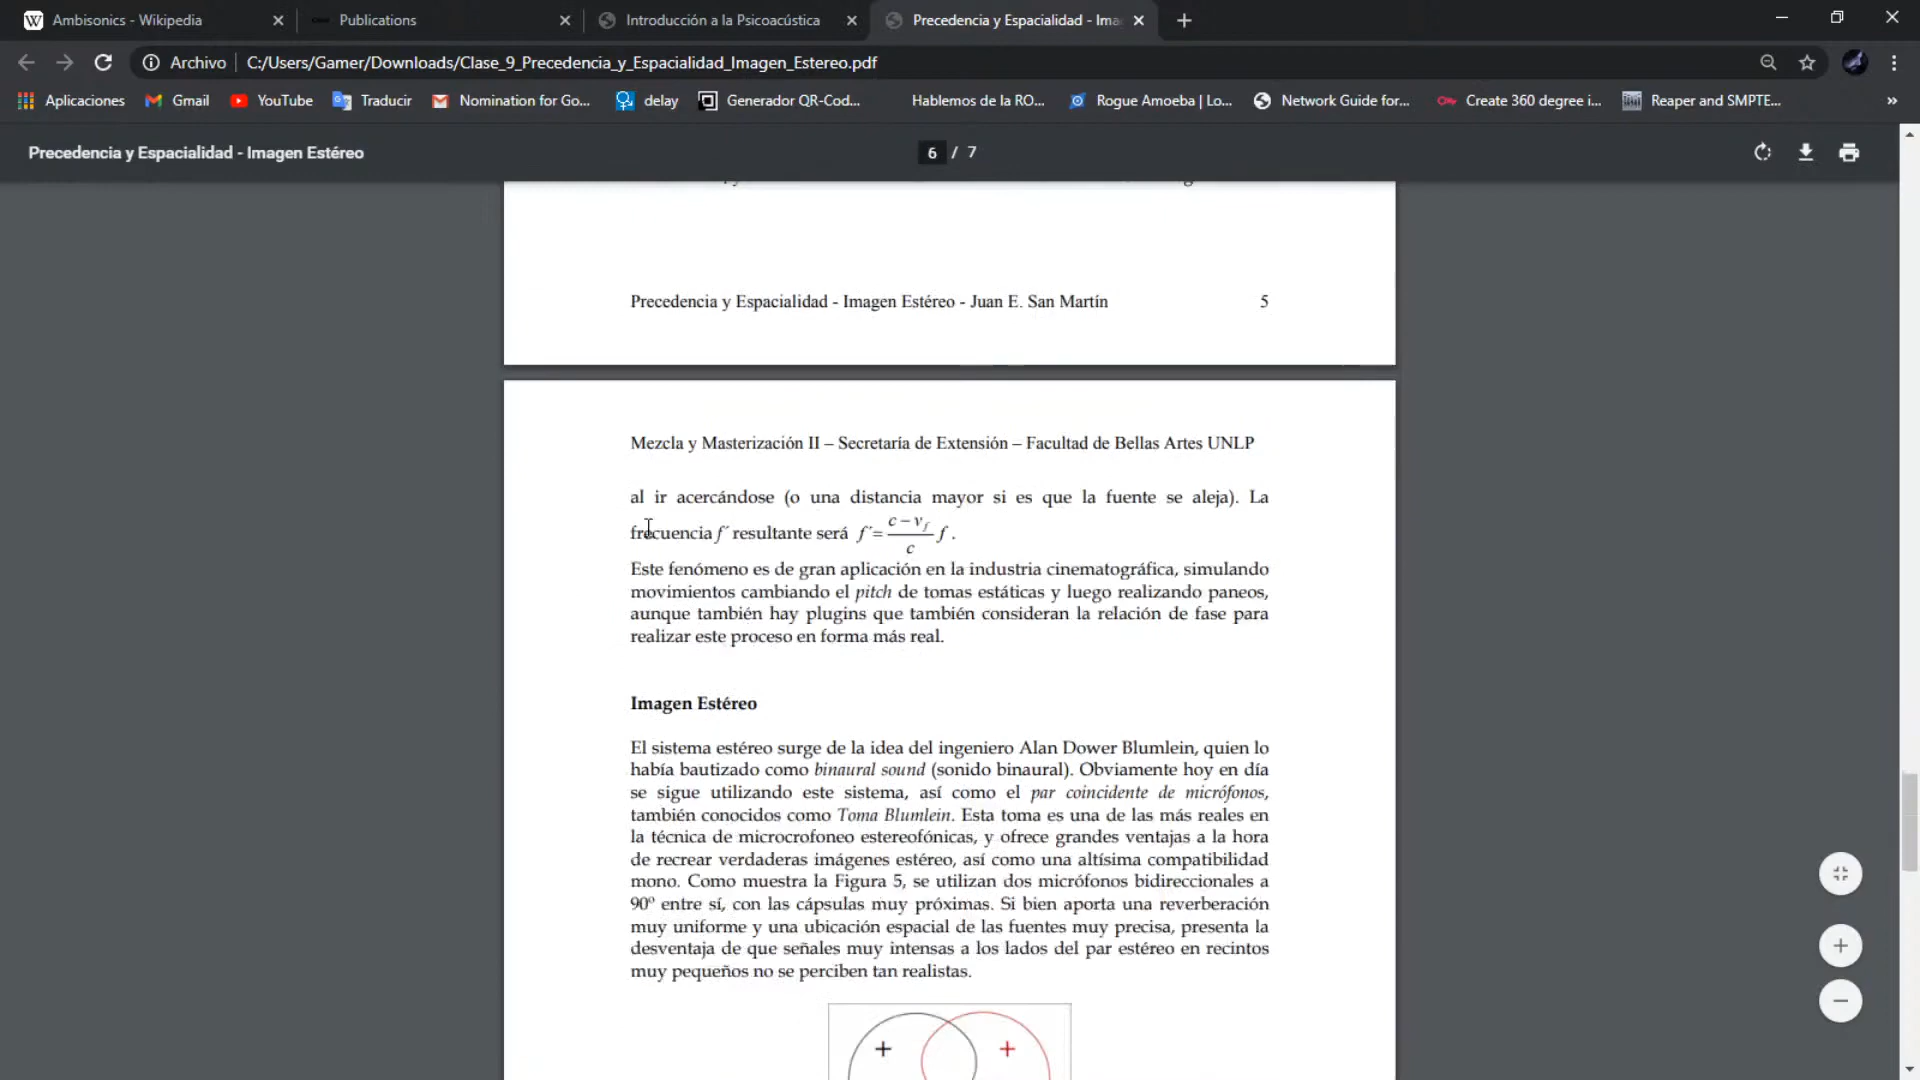 Ambisonics - Wikipedia
Publications
Introducción a la Psicoacústica
Precedencia y Espacialidad - Ima
Archivo
C:/Users/Gamer/Downloads/Clase_9_Precedencia_y_Espacialidad_Imagen_Estereo.pdf
Aplicaciones
Gmail
YouTube
Traducir
Nomination for Go...
delay
Generador QR-Cod...
Hablemos de la RO...
Rogue Amoeba | Lo...
Network Guide for...
Create 360 degree i...
Reaper and SMPTE...
»
Precedencia y Espacialidad - Imagen Estéreo
6 / 7
Precedencia y Espacialidad - Imagen Estéreo - Juan E. San Martín 5
Mezcla y Masterización II – Secretaría de Extensión – Facultad de Bellas Artes UNLP
al ir acercándose (o una distancia mayor si es que la fuente se aleja). La
frecuencia f´ resultante será f´= (c − v_f)/c f .
Este fenómeno es de gran aplicación en la industria cinematográfica, simulando
movimientos cambiando el pitch de tomas estáticas y luego realizando paneos,
aunque también hay plugins que también consideran la relación de fase para
realizar este proceso en forma más real.
Imagen Estéreo
El sistema estéreo surge de la idea del ingeniero Alan Dower Blumlein, quien lo
había bautizado como binaural sound (sonido binaural). Obviamente hoy en día
se sigue utilizando este sistema, así como el par coincidente de micrófonos,
también conocidos como Toma Blumlein. Esta toma es una de las más reales en
la técnica de microcrofoneo estereofónicas, y ofrece grandes ventajas a la hora
de recrear verdaderas imágenes estéreo, así como una altísima compatibilidad
mono. Como muestra la Figura 5, se utilizan dos micrófonos bidireccionales a
90º entre sí, con las cápsulas muy próximas. Si bien aporta una reverberación
muy uniforme y una ubicación espacial de las fuentes muy precisa, presenta la
desventaja de que señales muy intensas a los lados del par estéreo en recintos
muy pequeños no se perciben tan realistas.
+ +